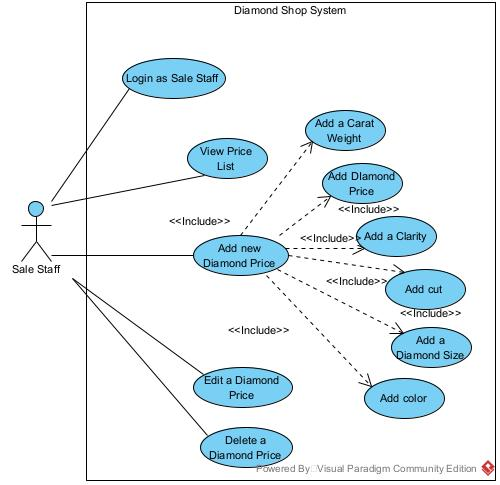 Diamond Shop System
Login as Sale Staff
View Price
List
Add a Carat
Weight
Add DIamond
Price
<<Include>>
<<Include>>
Add new
Diamond Price
<<Include>
Add a Clarity
<<Include>>
Add cut
<<Include>>
Add a
Diamond Size
<<Include>>
Add color
Sale Staff
Edit a Diamond
Price
Delete a
Diamond Price
Powered By Visual Paradigm Community Edition